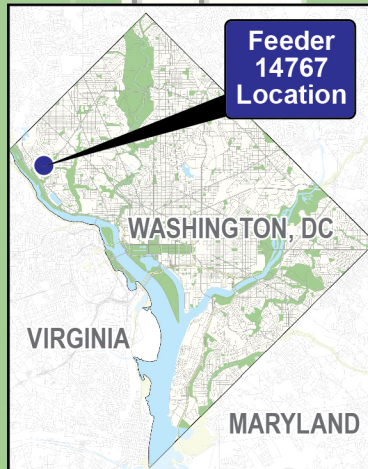 Feeder
14767
Location
WASHINGTON, DC
VIRGINIA
MARYLAND